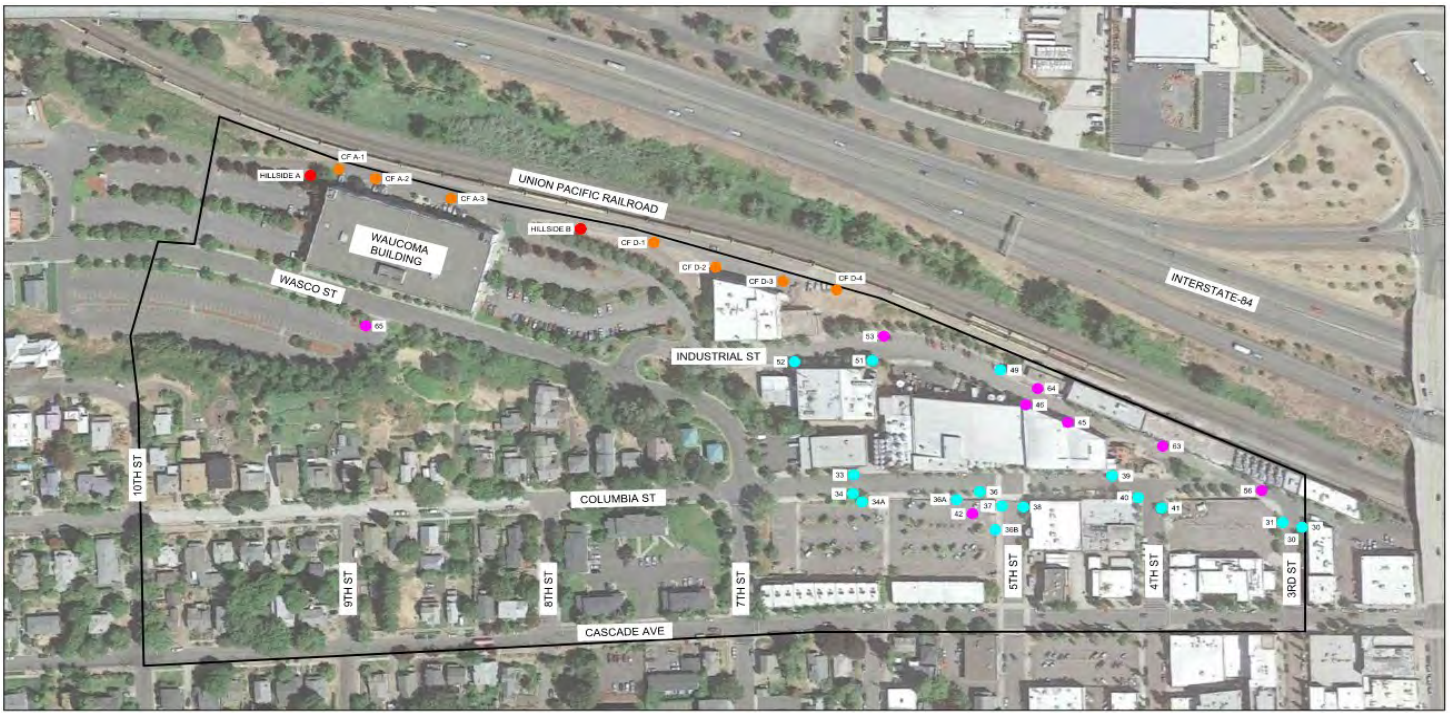 CF A-1
HILLSIDE A
CF A-2
CF A-3
UNION PACIFIC RAILROAD
HILLSIDE B
WAUCOMA
BUILDING
CF D-1
CF D-2
CF D-3
CF D-4
WASCO ST
INTERSTATE-84
65
53
INDUSTRIAL ST
52
51
49
64
46
45
63
10TH ST
33
39
34
34A
COLUMBIA ST
36A
36
37
38
40
41
56
42
36B
31
30
30
9TH ST
8TH ST
7TH ST
5TH ST
4TH ST
3RD ST
CASCADE AVE